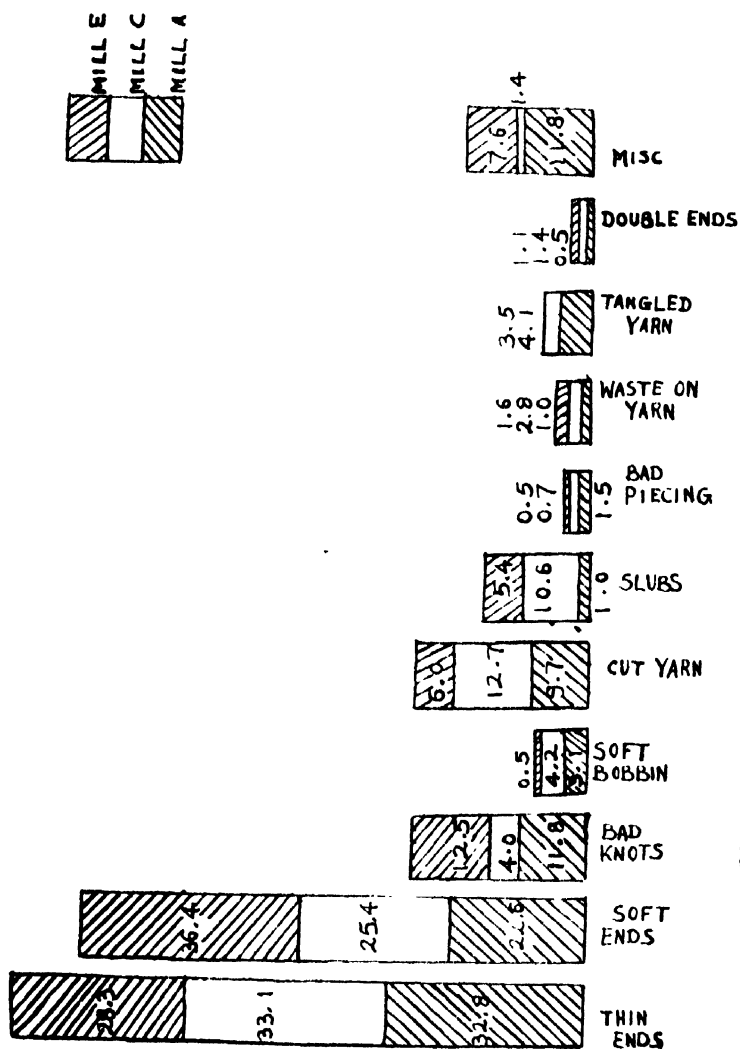 MILL E
MILL C
MILL A
1.4
7.6
11.8
MISC
1.1
1.4
0.5
DOUBLE ENDS
3.5
4.1
TANGLED
YARN
1.6
2.8
1.0
WASTE ON
YARN
0.5
0.7
1.5
BAD
PIECING
5.4
10.6
1.0
SLUBS
12.7
9.7
CUT YARN
0.5
4.2
SOFT
BOBBIN
12.5
4.0
11.8
BAD
KNOTS
36.4
25.4
SOFT
ENDS
33.1
32.8
THIN
ENDS